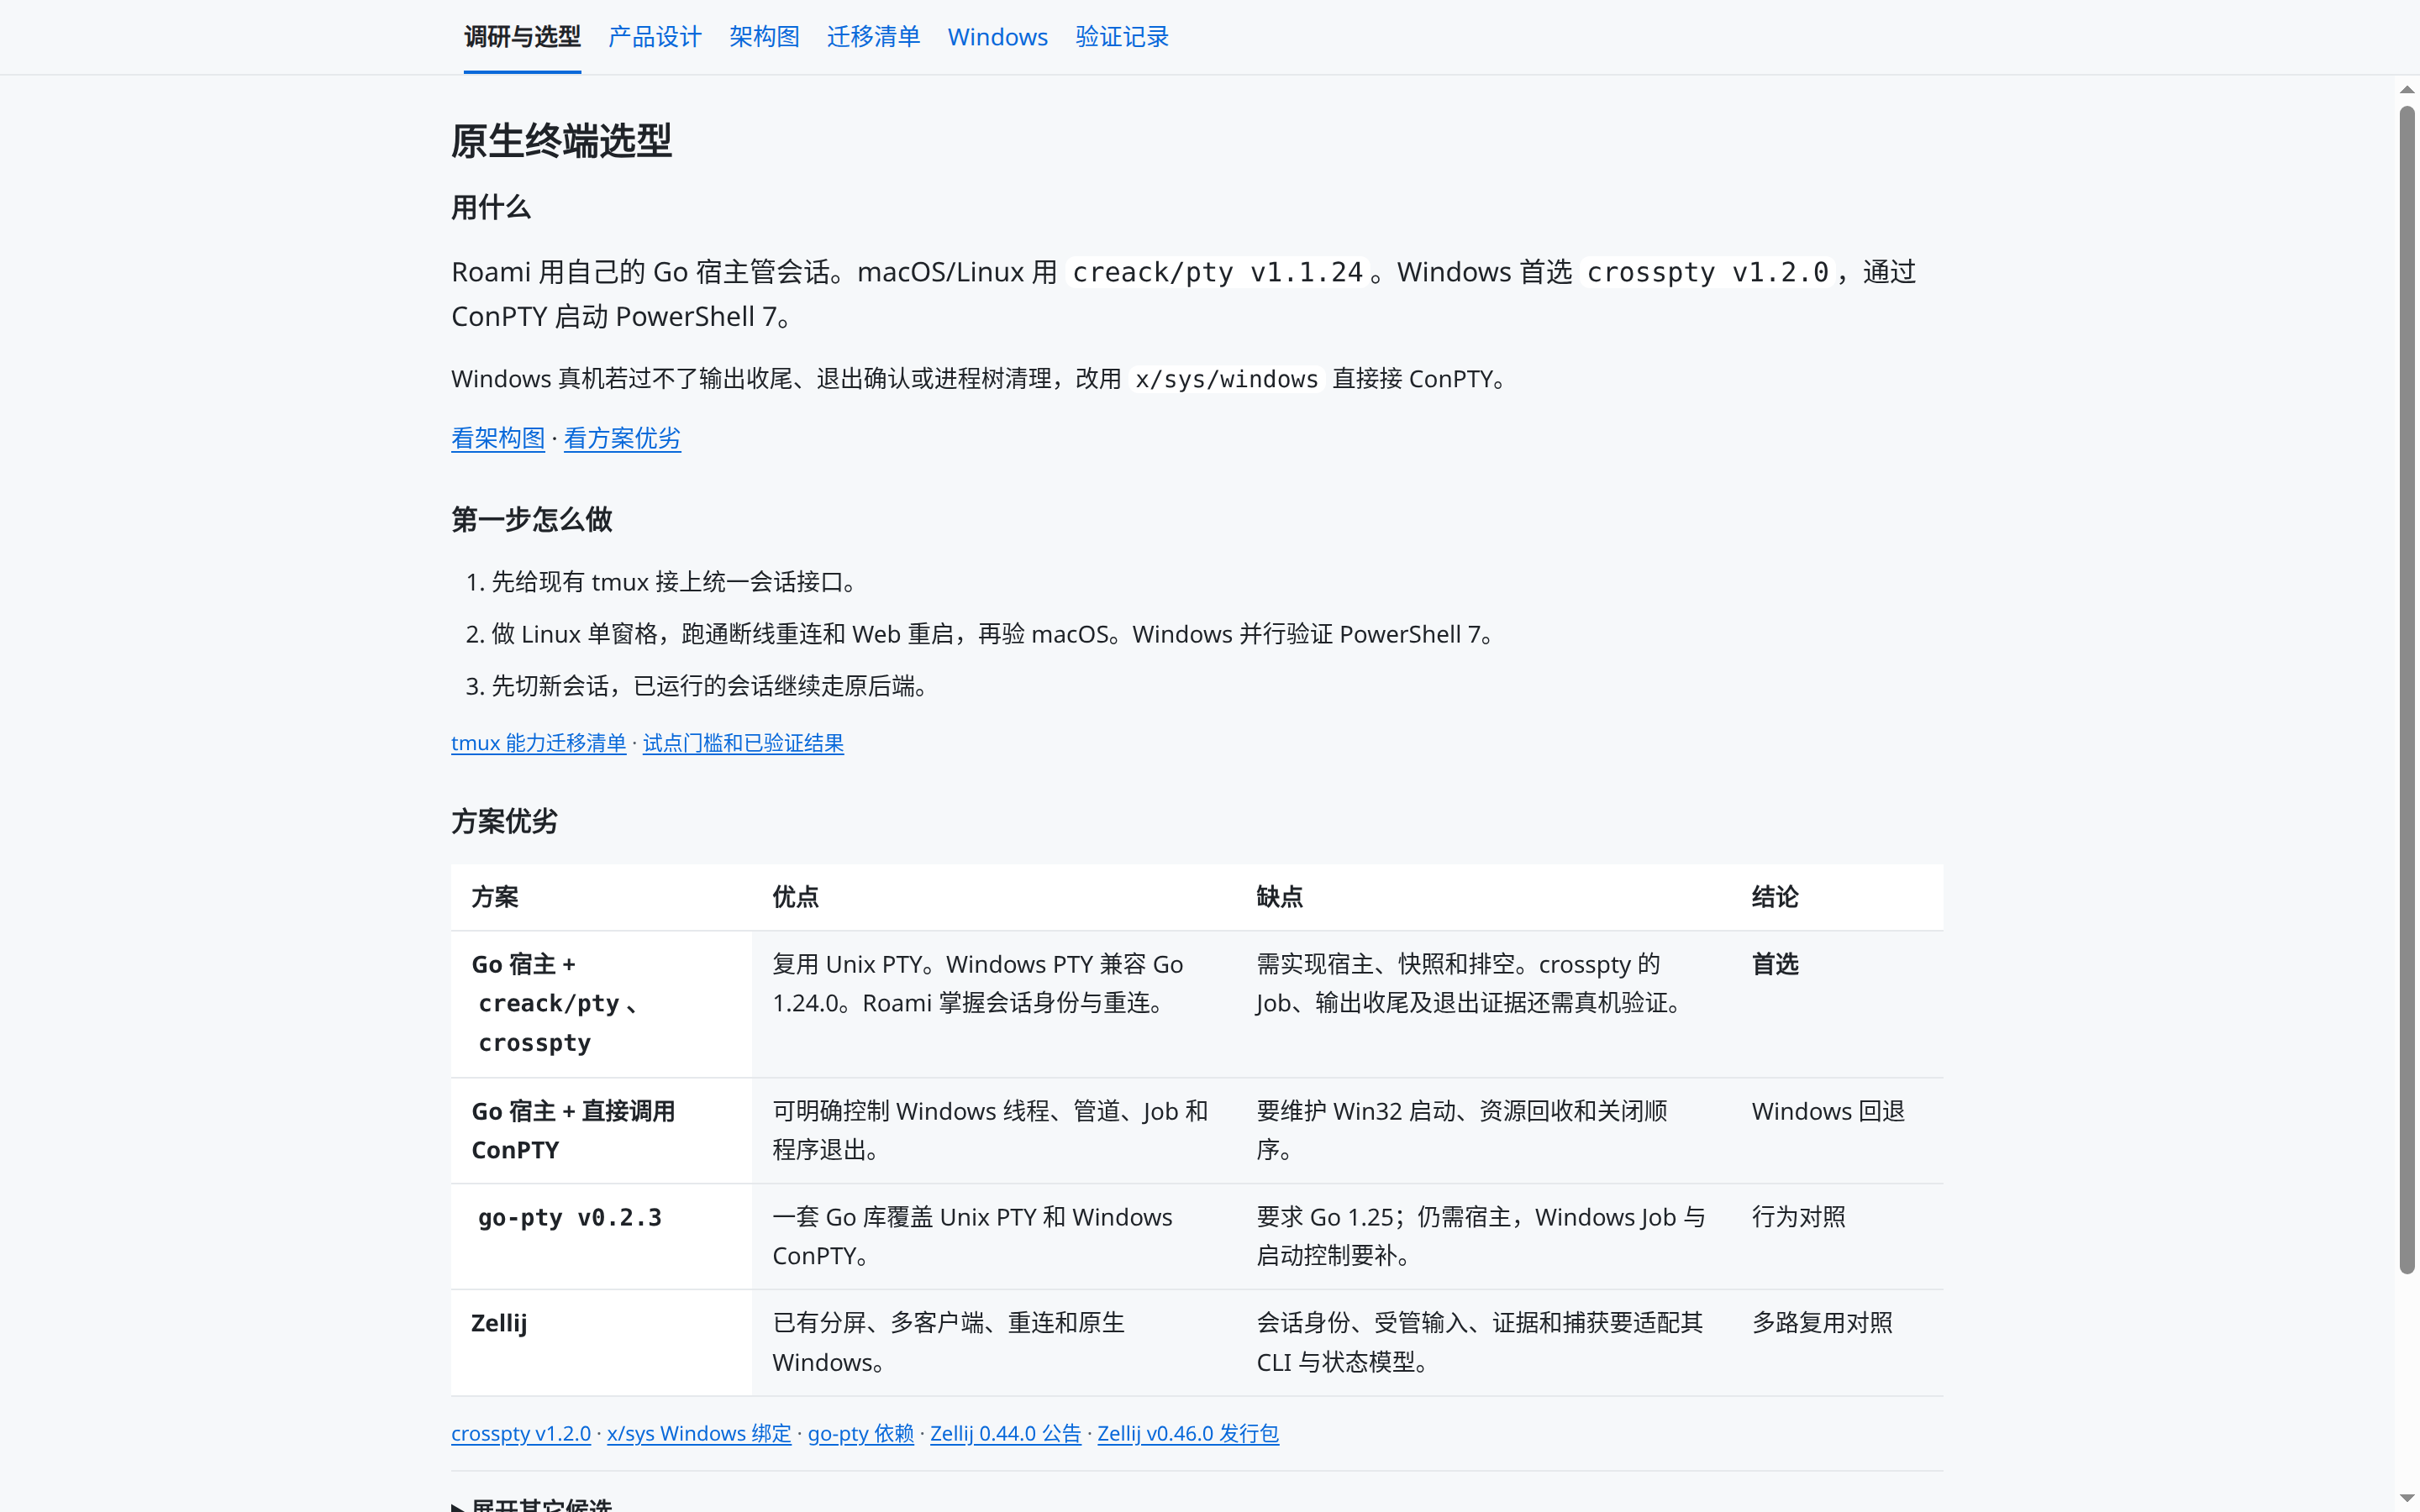 调研与选型 产品设计 架构图 迁移清单 Windows 验证记录
原生终端选型
用什么
Roami 用自己的 Go 宿主管会话。macOS/Linux 用 creack/pty v1.1.24。Windows 首选 crosspty v1.2.0，通过
ConPTY 启动 PowerShell 7。
Windows 真机若过不了输出收尾、退出确认或进程树清理，改用 x/sys/windows 直接接 ConPTY。
看架构图 · 看方案优劣
第一步怎么做
1. 先给现有 tmux 接上统一会话接口。
2. 做 Linux 单窗格，跑通断线重连和 Web 重启，再验 macOS。Windows 并行验证 PowerShell 7。
3. 先切新会话，已运行的会话继续走原后端。
tmux 能力迁移清单 · 试点门槛和已验证结果
方案优劣
方案 优点 缺点 结论
Go 宿主 +
creack/pty、
crosspty
复用 Unix PTY。Windows PTY 兼容 Go
1.24.0。Roami 掌握会话身份与重连。
需实现宿主、快照和排空。crosspty 的
Job、输出收尾及退出证据还需真机验证。
首选
Go 宿主 + 直接调用
ConPTY
可明确控制 Windows 线程、管道、Job 和
程序退出。
要维护 Win32 启动、资源回收和关闭顺
序。
Windows 回退
go-pty v0.2.3
一套 Go 库覆盖 Unix PTY 和 Windows
ConPTY。
要求 Go 1.25；仍需宿主，Windows Job 与
启动控制要补。
行为对照
Zellij
已有分屏、多客户端、重连和原生
Windows。
会话身份、受管输入、证据和捕获要适配其
CLI 与状态模型。
多路复用对照
crosspty v1.2.0 · x/sys Windows 绑定 · go-pty 依赖 · Zellij 0.44.0 公告 · Zellij v0.46.0 发行包
展开其它候选